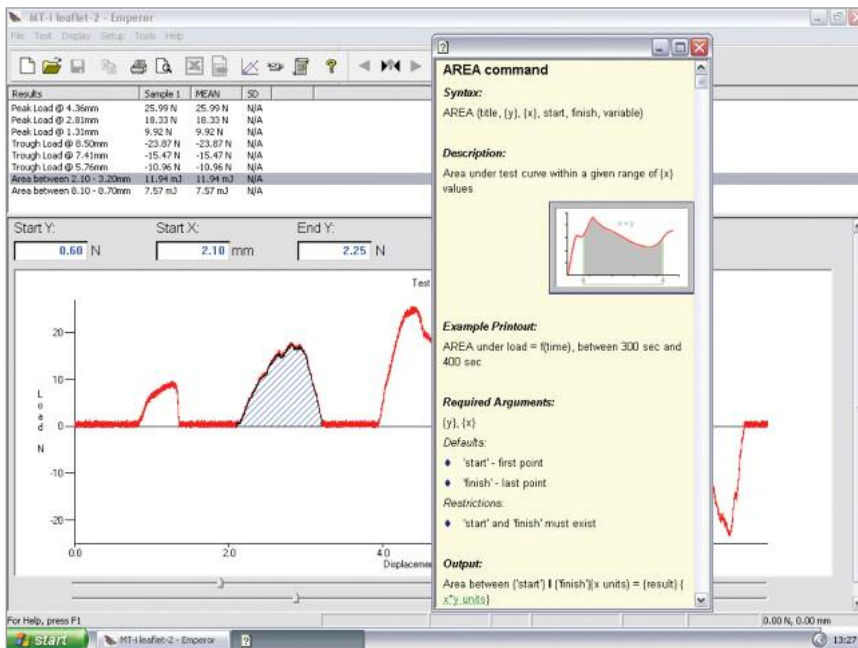 MT-i leaflet-2 - Emperor
File Test Display Setup Tools Help
Results Sample 1 MEAN SD
Peak Load @ 4.36mm 25.99 N 25.99 N N/A
Peak Load @ 2.81mm 18.33 N 18.33 N N/A
Peak Load @ 1.31mm 9.92 N 9.92 N N/A
Trough Load @ 8.50mm -23.87 N -23.87 N N/A
Trough Load @ 7.41mm -15.47 N -15.47 N N/A
Trough Load @ 5.76mm -10.96 N -10.96 N N/A
Area between 2.10 - 3.20mm 11.94 mJ 11.94 mJ N/A
Area between 8.10 - 8.70mm 7.57 mJ 7.57 mJ N/A
Start Y: Start X: End Y:
0.60 N 2.10 mm 2.25 N
Test
20
10
0
-10
-20
Load N
0.0 2.0 4.0
Displacemen
AREA command
Syntax:
AREA (title, {y}, {x}, start, finish, variable)
Description:
Area under test curve within a given range of {x}
values
Example Printout:
AREA under load = f(time), between 300 sec and
400 sec
Required Arguments:
{y}, {x}
Defaults:
'start' - first point
'finish' - last point
Restrictions:
'start' and 'finish' must exist
Output:
Area between {'start'} I {'finish'}(x units) = {result} {
x*y units}
For Help, press F1
0.00 N, 0.00 mm
start MT-i leaflet-2 - Emperor 13:27